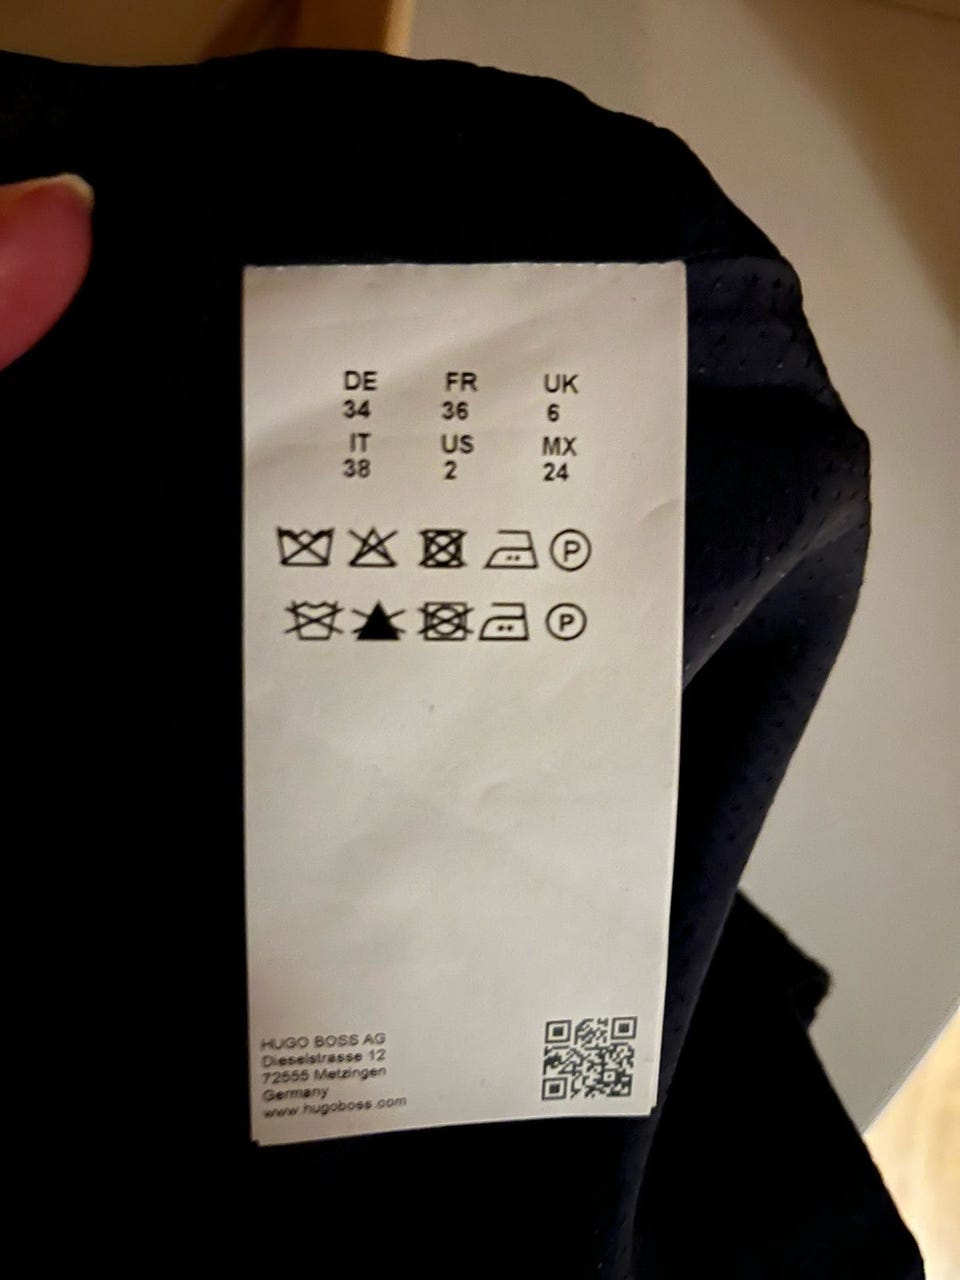 DE FR UK
34 36 6
IT US MX
38 2 24
P
P
HUGO BOSS AG
Dieselstrasse 12
72555 Metzingen
Germany
www.hugoboss.com